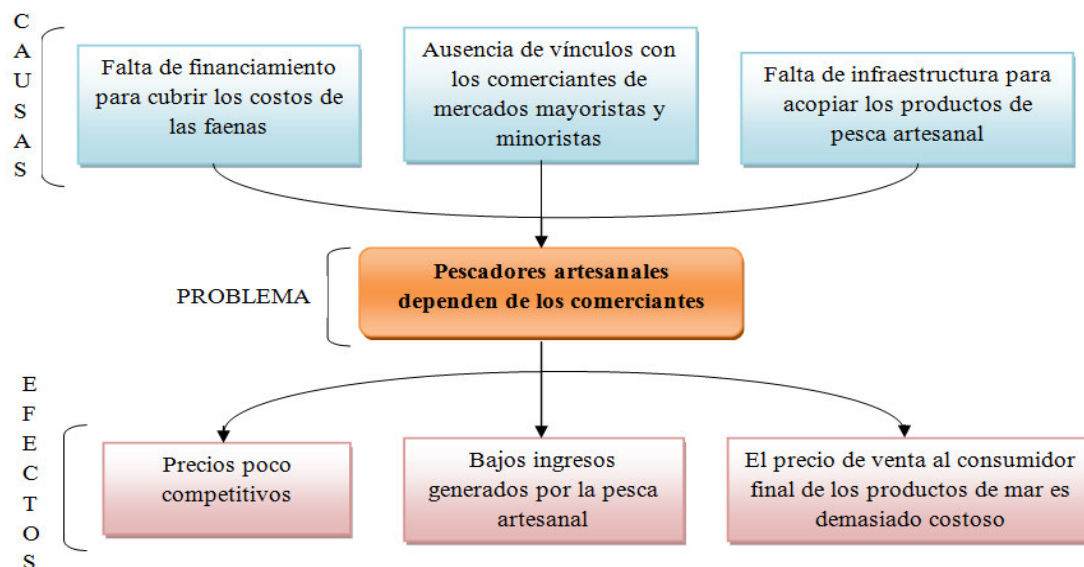 CAUSAS
Falta de financiamiento
para cubrir los costos de
las faenas
Ausencia de vínculos con
los comerciantes de
mercados mayoristas y
minoristas
Falta de infraestructura para
acopiar los productos de
pesca artesanal
PROBLEMA
Pescadores artesanales
dependen de los comerciantes
EFECTOS
Precios poco
competitivos
Bajos ingresos
generados por la pesca
artesanal
El precio de venta al consumidor
final de los productos de mar es
demasiado costoso